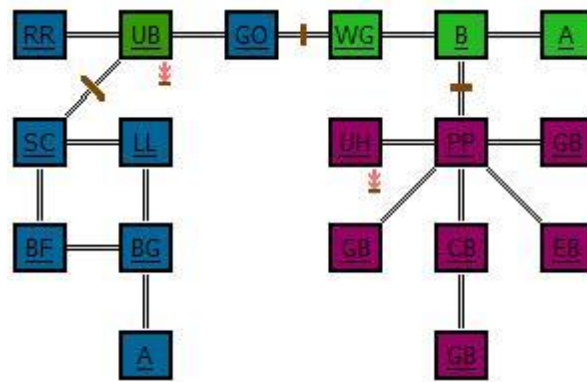 RR UB GO WG B A
SC LL UH PP GB
BF BG GB CB EB
A GB